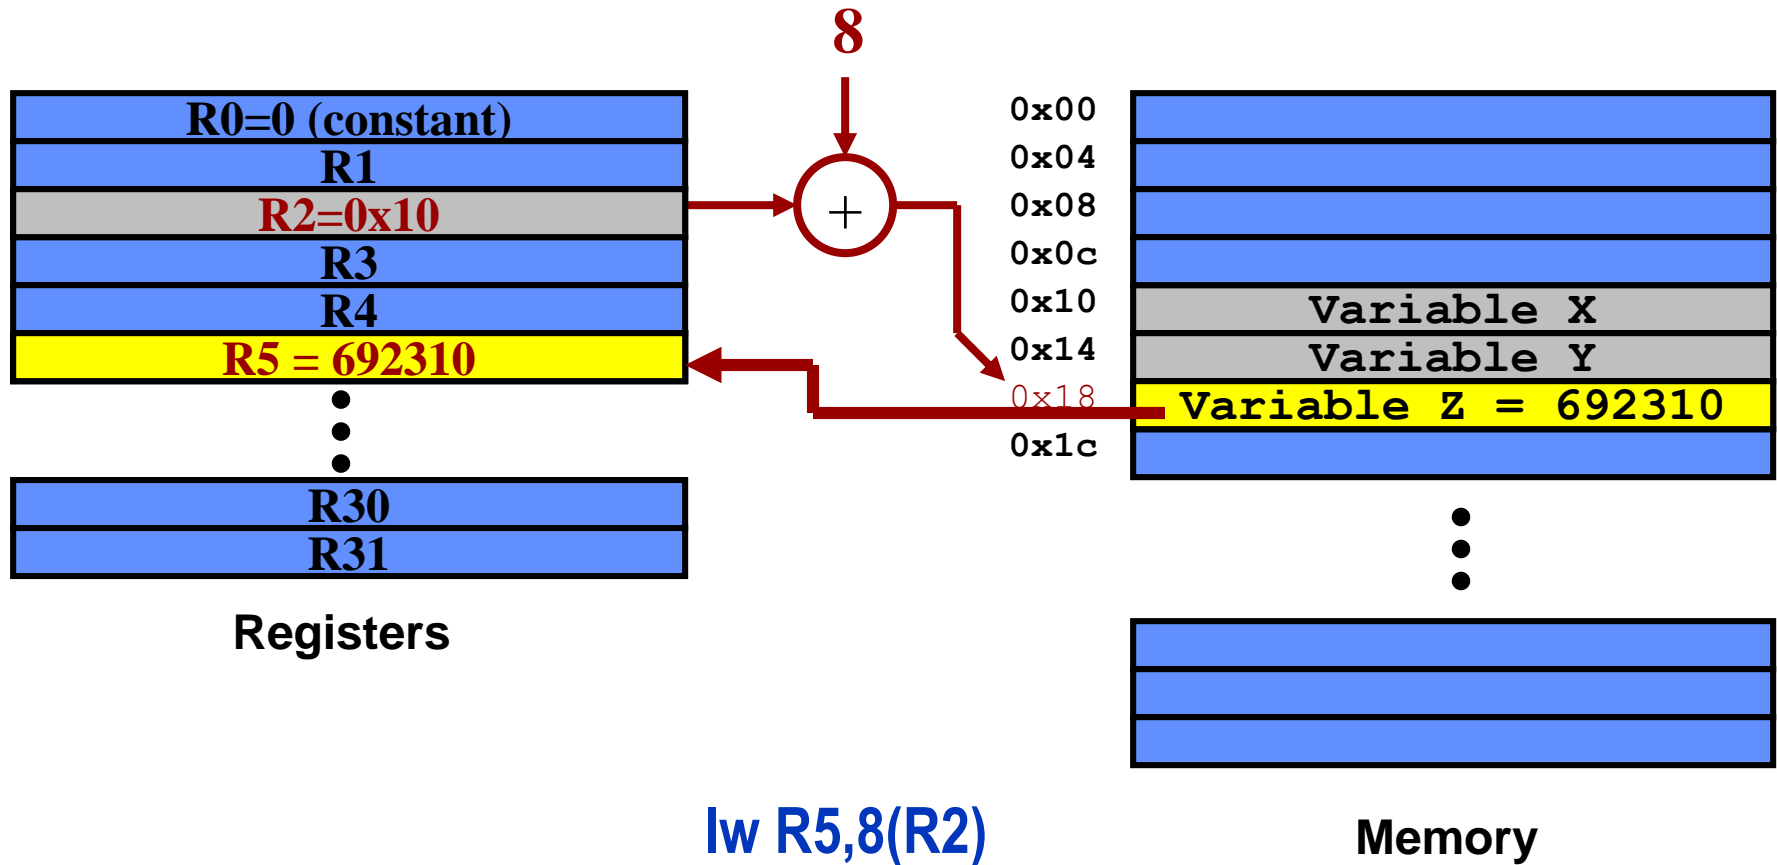 8
R0=0 (constant)
R1
R2=0x10
R3
R4
R5 = 692310
R30
R31
Registers
+
0x00
0x04
0x08
0x0c
0x10
0x14
0x18
0x1c
Variable X
Variable Y
Variable Z = 692310
lw R5,8(R2)
Memory